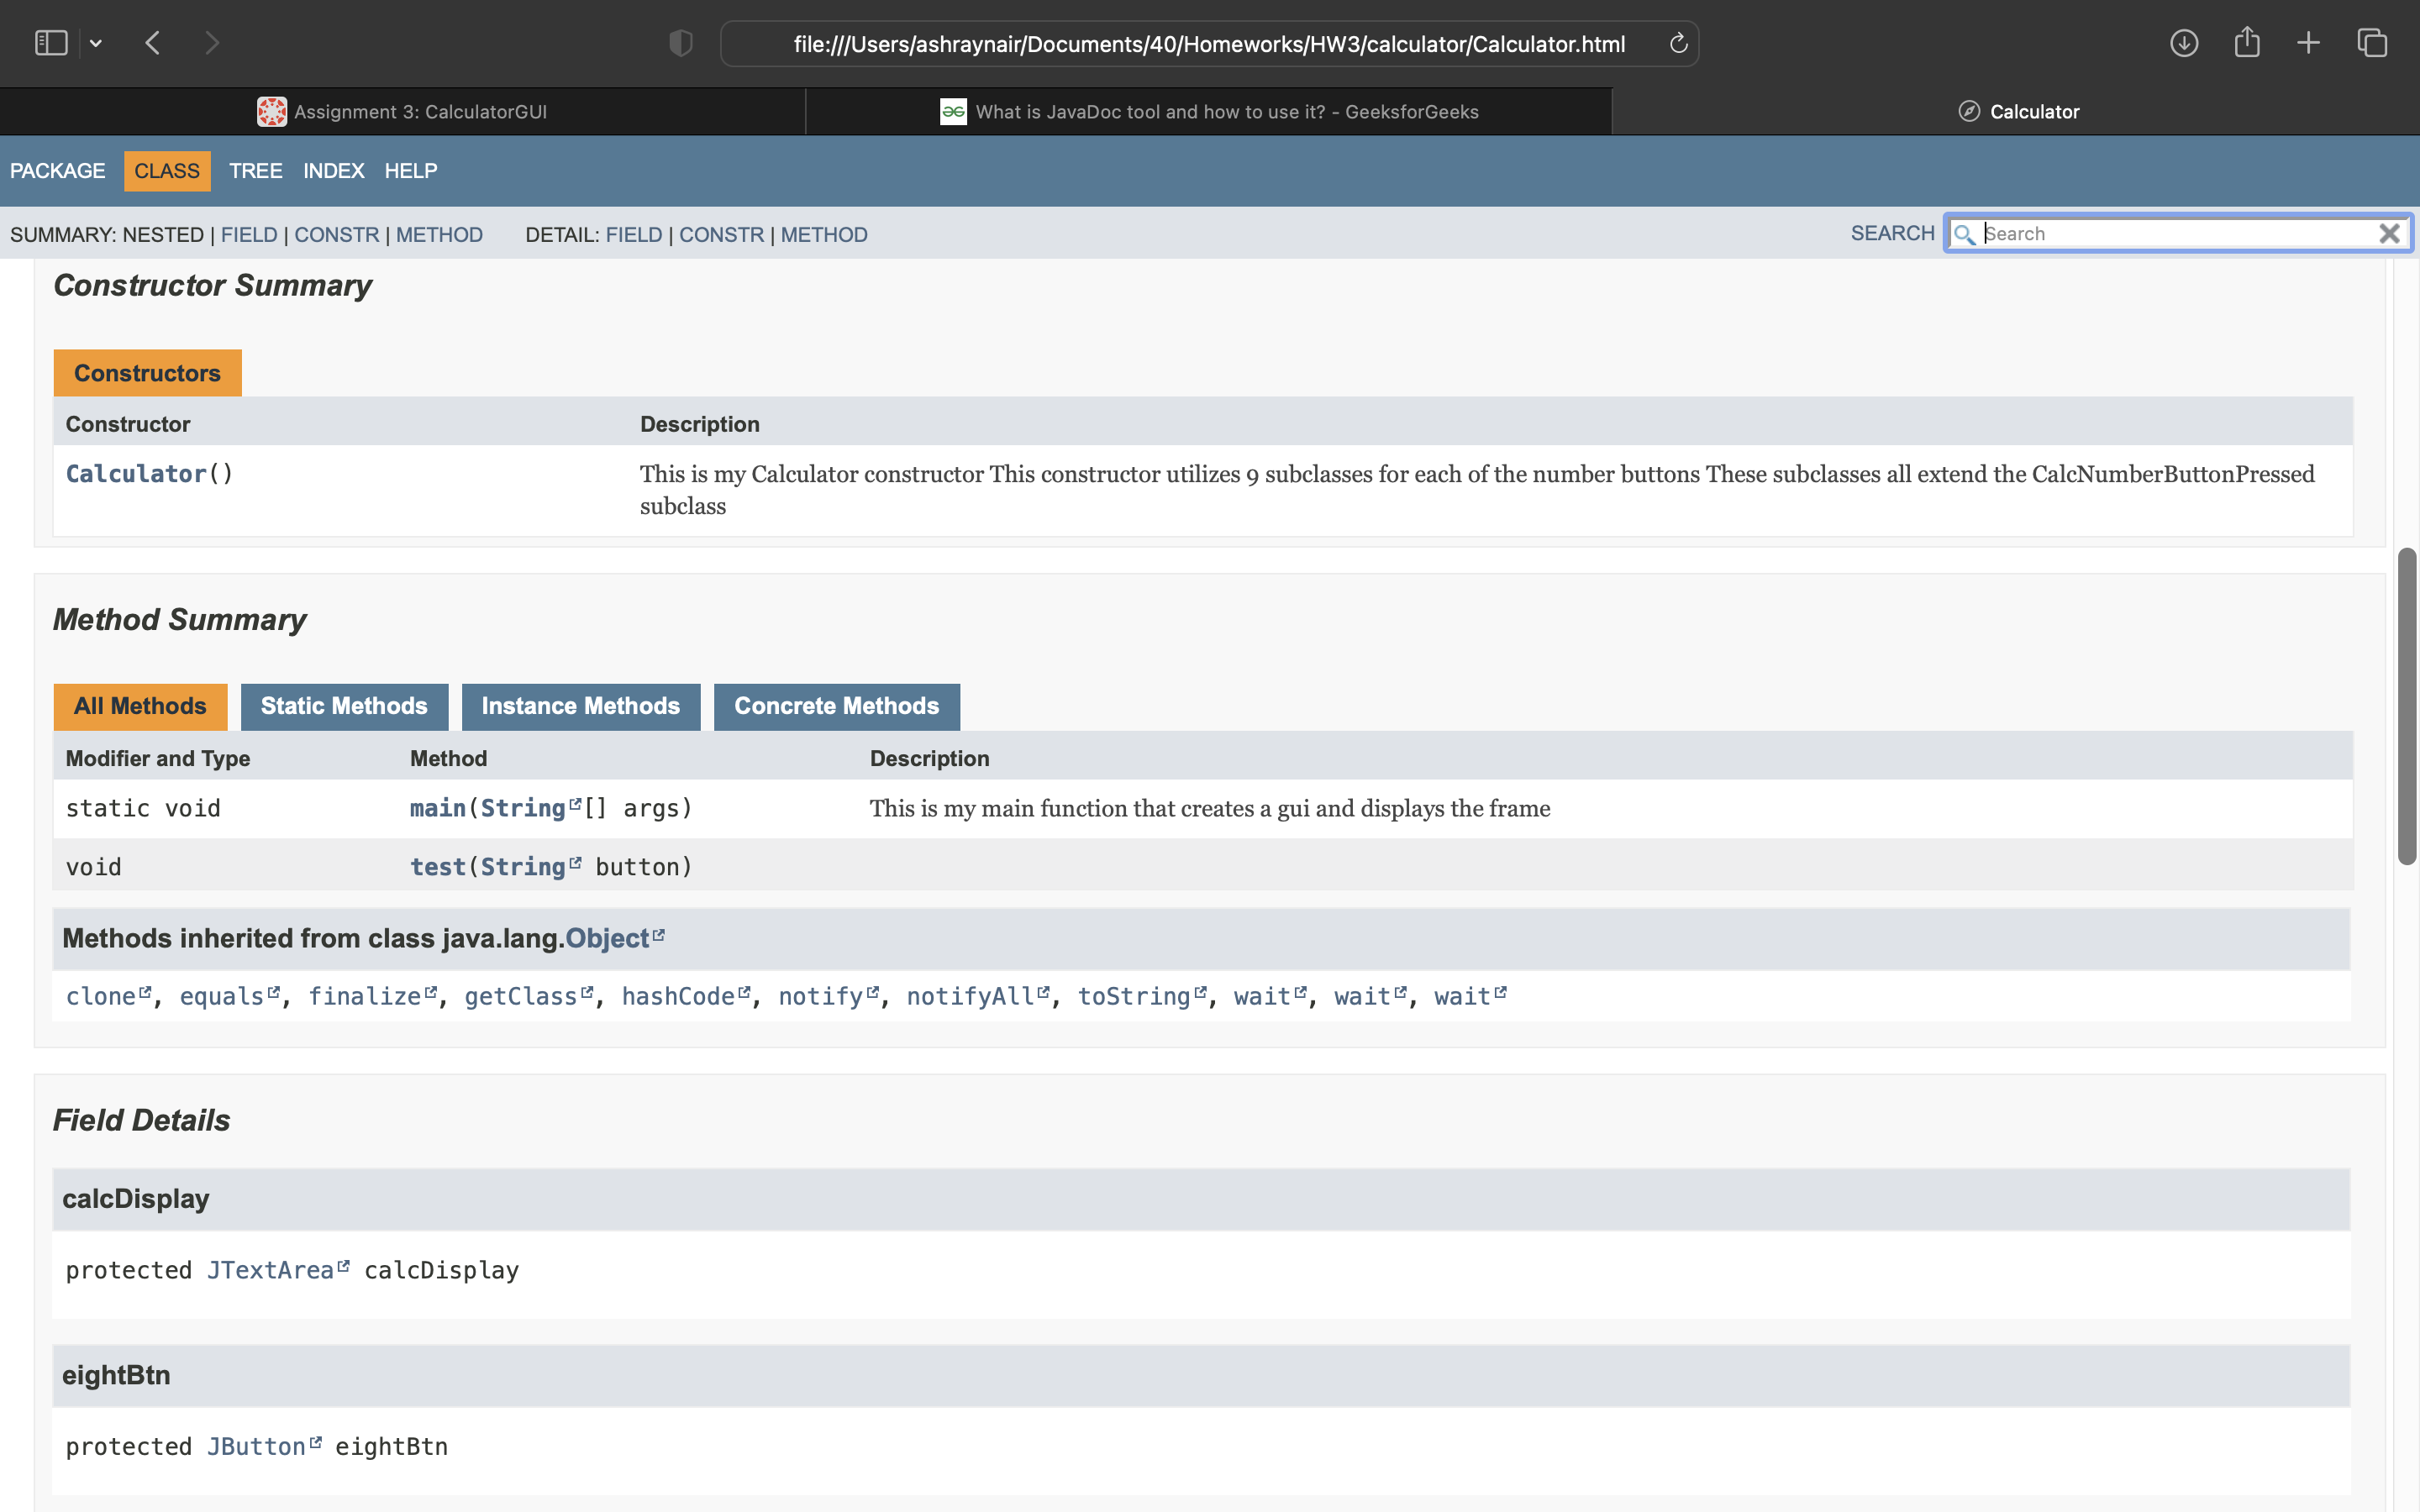 file:///Users/ashraynair/Documents/40/Homeworks/HW3/calculator/Calculator.html
Assignment 3: CalculatorGUI
What is JavaDoc tool and how to use it? - GeeksforGeeks
Calculator
PACKAGE CLASS TREE INDEX HELP
SUMMARY: NESTED | FIELD | CONSTR | METHOD DETAIL: FIELD | CONSTR | METHOD
SEARCH Search
Constructor Summary
Constructors
Constructor Description
Calculator() This is my Calculator constructor This constructor utilizes 9 subclasses for each of the number buttons These subclasses all extend the CalcNumberButtonPressed
subclass
Method Summary
All Methods Static Methods Instance Methods Concrete Methods
Modifier and Type Method Description
static void main(String[] args) This is my main function that creates a gui and displays the frame
void test(String button)
Methods inherited from class java.lang.Object
clone, equals, finalize, getClass, hashCode, notify, notifyAll, toString, wait, wait, wait
Field Details
calcDisplay
protected JTextArea calcDisplay
eightBtn
protected JButton eightBtn